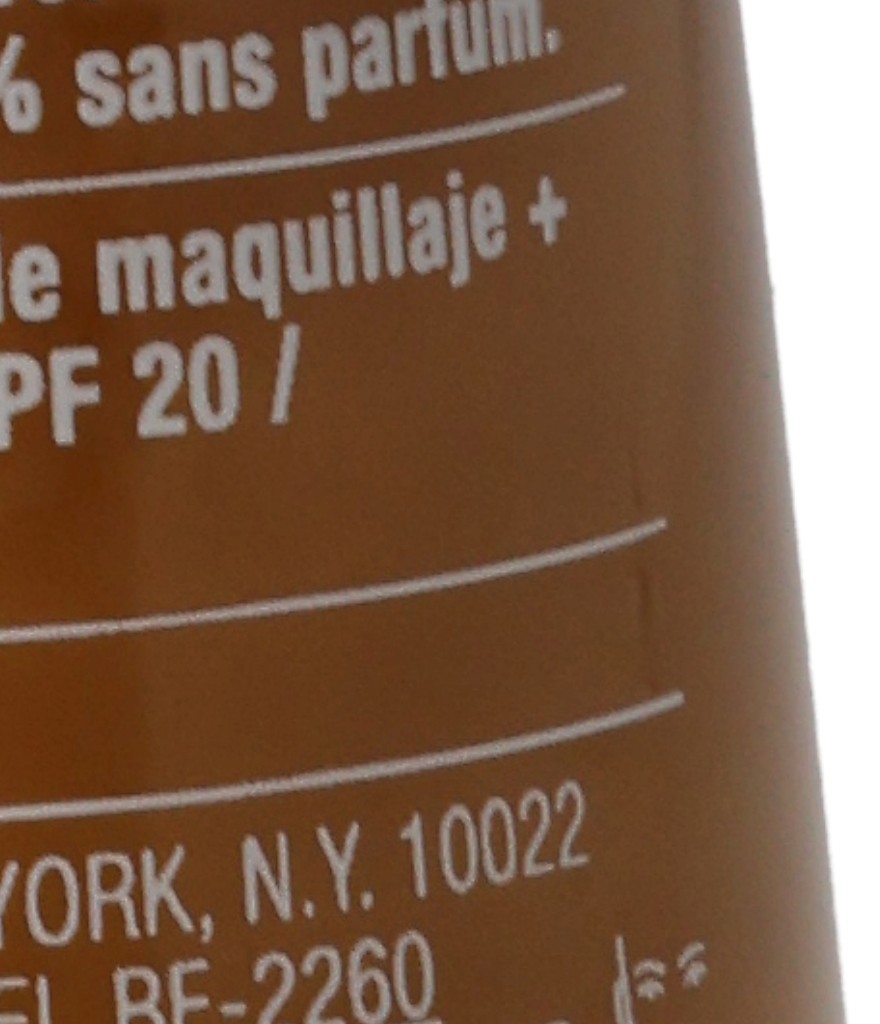 % sans parfum.
le maquillaje +
PF 20 /
YORK, N.Y. 10022
EL BE-2260